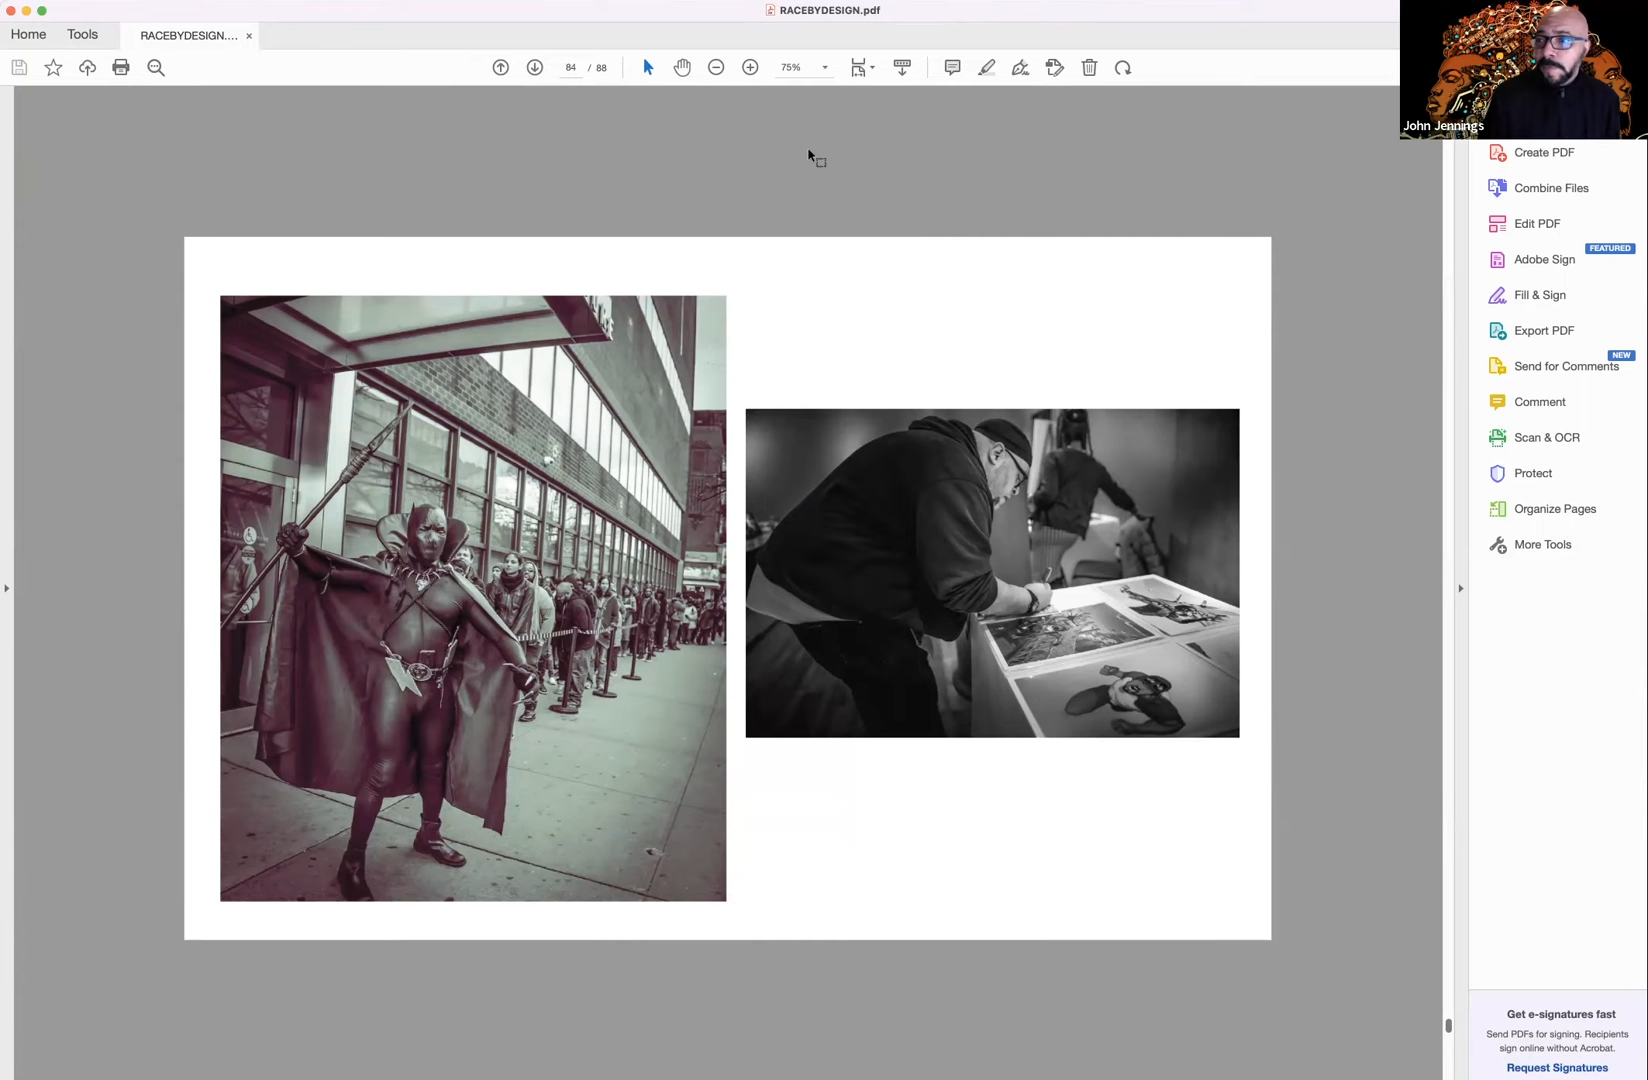 RACEBYDESIGN.pdf
Home
Tools
RACEBYDESIGN....
84 / 88
75%
John Jennings
Create PDF
Combine Files
Edit PDF
FEATURED
Adobe Sign
Fill & Sign
Export PDF
NEW
Send for Comments
Comment
Scan & OCR
Protect
Organize Pages
More Tools
Get e-signatures fast
Send PDFs for signing. Recipients
sign online without Acrobat.
Request Signatures